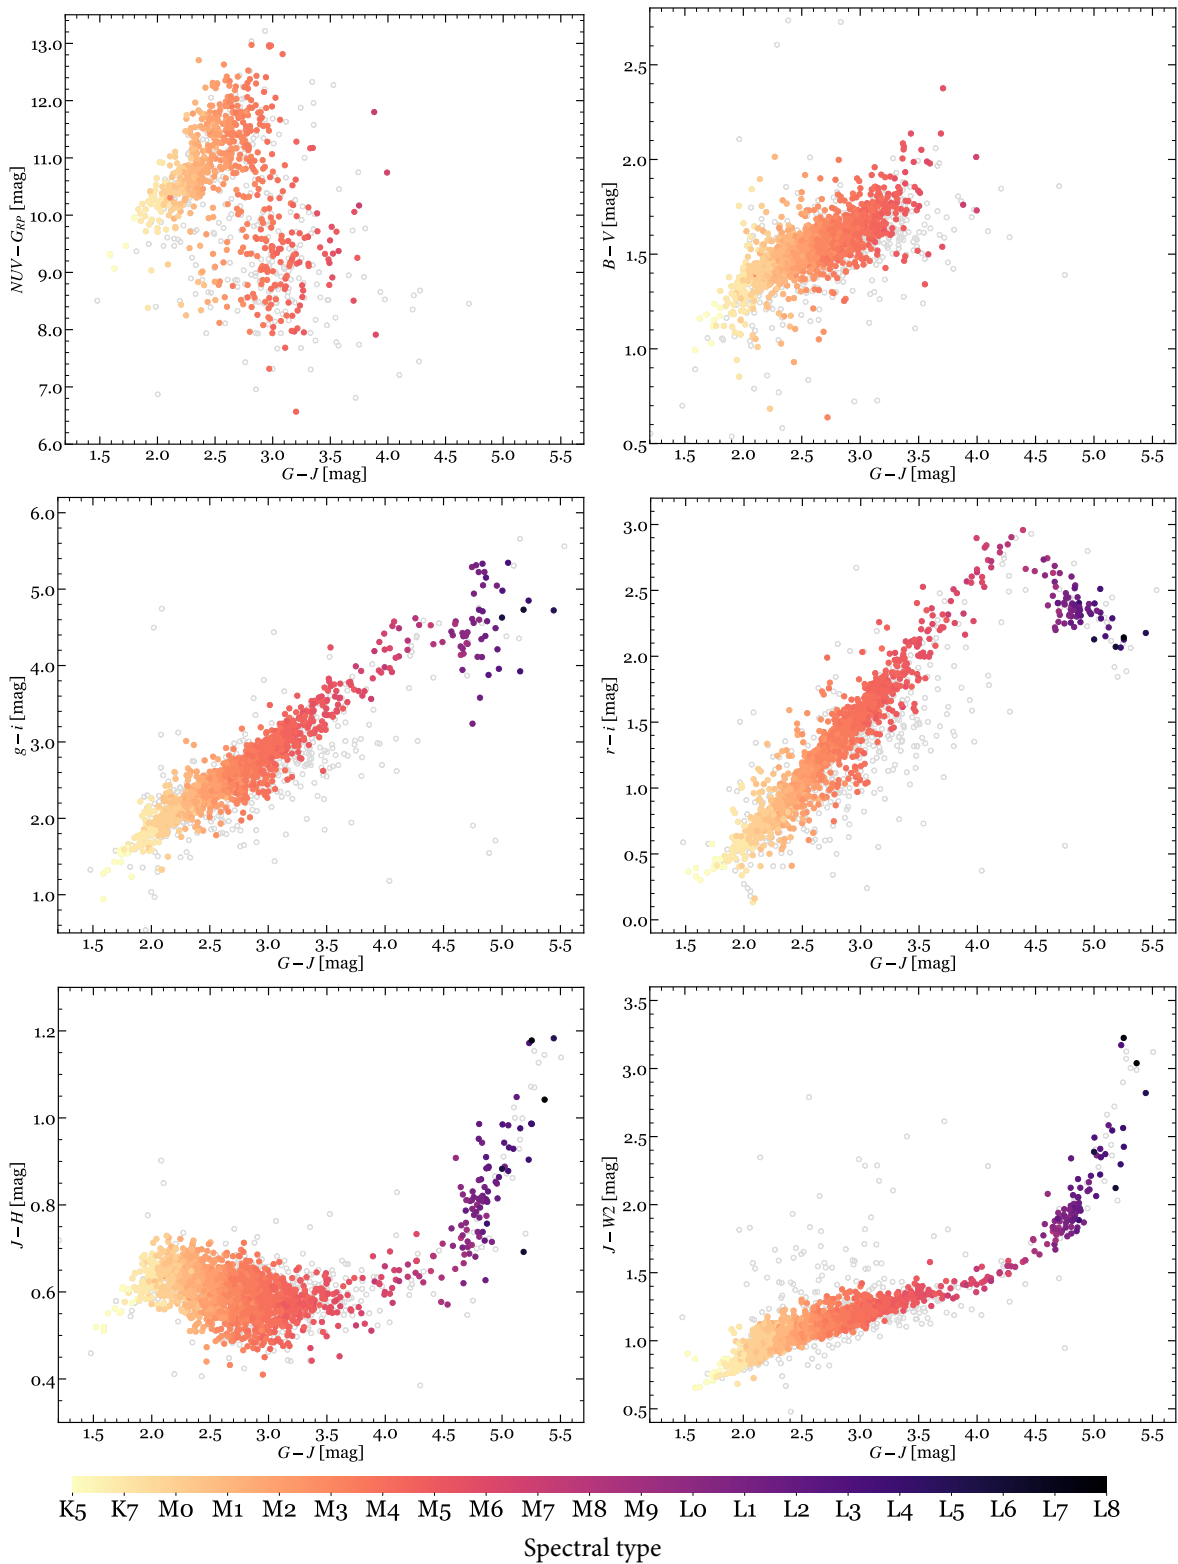 13.0
12.0
11.0
10.0
9.0
8.0
7.0
6.0
NUV−G_RP [mag]
1.5 2.0 2.5 3.0 3.5 4.0 4.5 5.0 5.5
G−J [mag]
2.5
2.0
1.5
1.0
0.5
B−V [mag]
1.5 2.0 2.5 3.0 3.5 4.0 4.5 5.0 5.5
G−J [mag]
6.0
5.0
4.0
3.0
2.0
1.0
g−i [mag]
1.5 2.0 2.5 3.0 3.5 4.0 4.5 5.0 5.5
G−J [mag]
3.0
2.5
2.0
1.5
1.0
0.5
0.0
r−i [mag]
1.5 2.0 2.5 3.0 3.5 4.0 4.5 5.0 5.5
G−J [mag]
1.2
1.0
0.8
0.6
0.4
J−H [mag]
1.5 2.0 2.5 3.0 3.5 4.0 4.5 5.0 5.5
G−J [mag]
3.5
3.0
2.5
2.0
1.5
1.0
0.5
J−W2 [mag]
1.5 2.0 2.5 3.0 3.5 4.0 4.5 5.0 5.5
G−J [mag]
K5 K7 M0 M1 M2 M3 M4 M5 M6 M7 M8 M9 L0 L1 L2 L3 L4 L5 L6 L7 L8
Spectral type